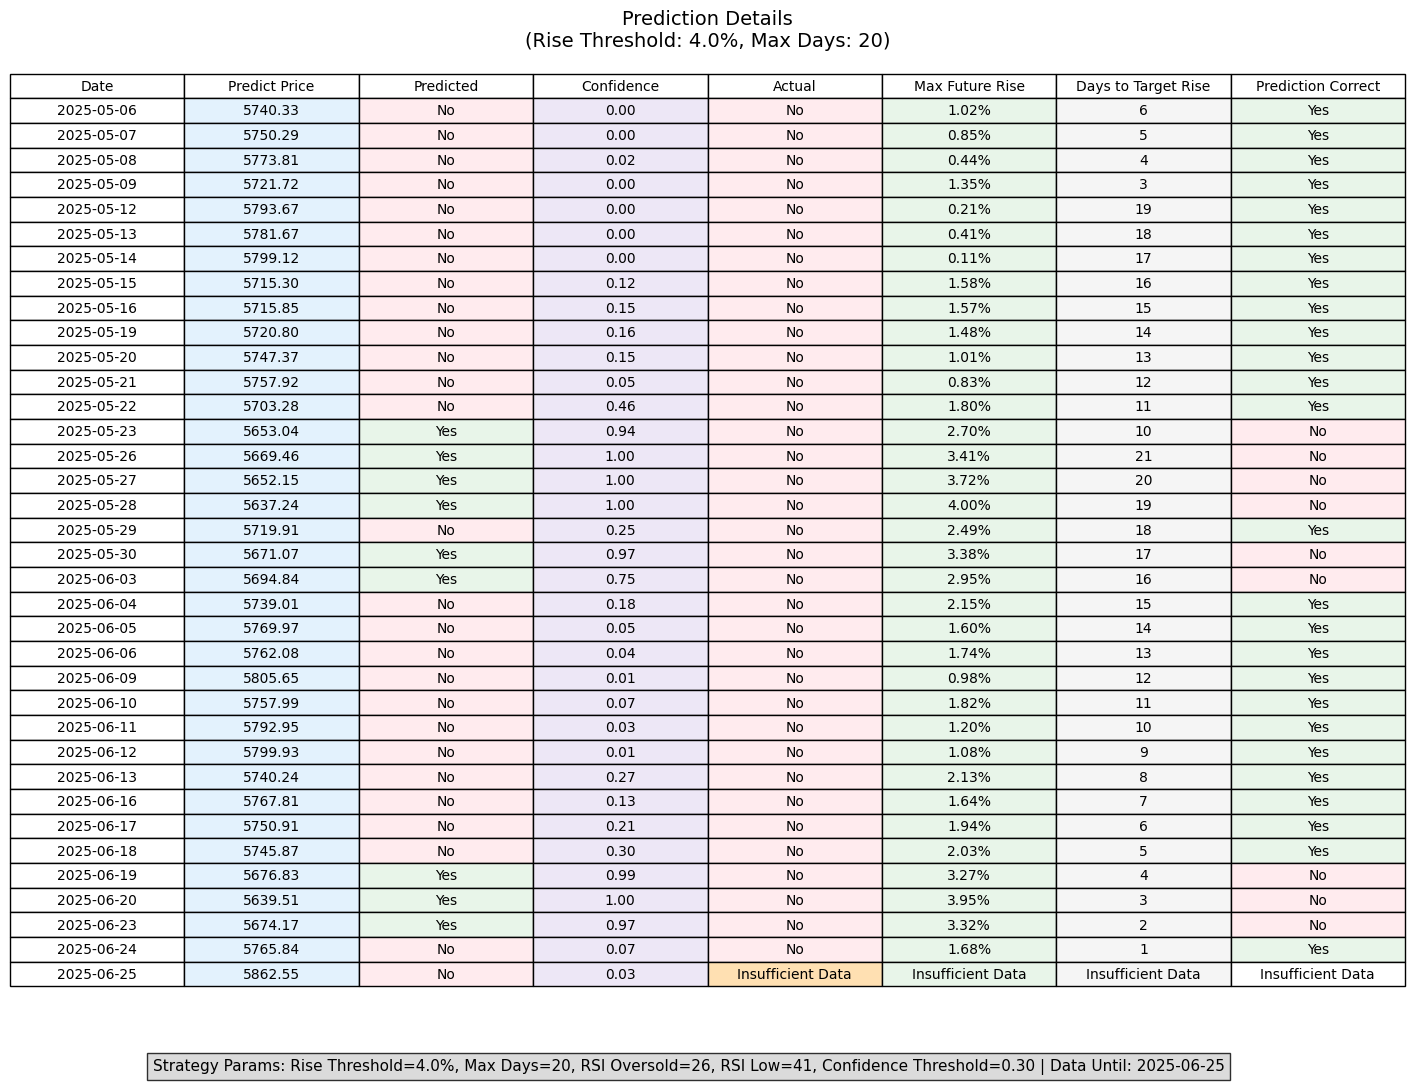 Prediction Details
(Rise Threshold: 4.0%, Max Days: 20)
Date Predict Price Predicted Confidence Actual Max Future Rise Days to Target Rise Prediction Correct
2025-05-06 5740.33 No 0.00 No 1.02% 6 Yes
2025-05-07 5750.29 No 0.00 No 0.85% 5 Yes
2025-05-08 5773.81 No 0.02 No 0.44% 4 Yes
2025-05-09 5721.72 No 0.00 No 1.35% 3 Yes
2025-05-12 5793.67 No 0.00 No 0.21% 19 Yes
2025-05-13 5781.67 No 0.00 No 0.41% 18 Yes
2025-05-14 5799.12 No 0.00 No 0.11% 17 Yes
2025-05-15 5715.30 No 0.12 No 1.58% 16 Yes
2025-05-16 5715.85 No 0.15 No 1.57% 15 Yes
2025-05-19 5720.80 No 0.16 No 1.48% 14 Yes
2025-05-20 5747.37 No 0.15 No 1.01% 13 Yes
2025-05-21 5757.92 No 0.05 No 0.83% 12 Yes
2025-05-22 5703.28 No 0.46 No 1.80% 11 Yes
2025-05-23 5653.04 Yes 0.94 No 2.70% 10 No
2025-05-26 5669.46 Yes 1.00 No 3.41% 21 No
2025-05-27 5652.15 Yes 1.00 No 3.72% 20 No
2025-05-28 5637.24 Yes 1.00 No 4.00% 19 No
2025-05-29 5719.91 No 0.25 No 2.49% 18 Yes
2025-05-30 5671.07 Yes 0.97 No 3.38% 17 No
2025-06-03 5694.84 Yes 0.75 No 2.95% 16 No
2025-06-04 5739.01 No 0.18 No 2.15% 15 Yes
2025-06-05 5769.97 No 0.05 No 1.60% 14 Yes
2025-06-06 5762.08 No 0.04 No 1.74% 13 Yes
2025-06-09 5805.65 No 0.01 No 0.98% 12 Yes
2025-06-10 5757.99 No 0.07 No 1.82% 11 Yes
2025-06-11 5792.95 No 0.03 No 1.20% 10 Yes
2025-06-12 5799.93 No 0.01 No 1.08% 9 Yes
2025-06-13 5740.24 No 0.27 No 2.13% 8 Yes
2025-06-16 5767.81 No 0.13 No 1.64% 7 Yes
2025-06-17 5750.91 No 0.21 No 1.94% 6 Yes
2025-06-18 5745.87 No 0.30 No 2.03% 5 Yes
2025-06-19 5676.83 Yes 0.99 No 3.27% 4 No
2025-06-20 5639.51 Yes 1.00 No 3.95% 3 No
2025-06-23 5674.17 Yes 0.97 No 3.32% 2 No
2025-06-24 5765.84 No 0.07 No 1.68% 1 Yes
2025-06-25 5862.55 No 0.03 Insufficient Data Insufficient Data Insufficient Data Insufficient Data
Strategy Params: Rise Threshold=4.0%, Max Days=20, RSI Oversold=26, RSI Low=41, Confidence Threshold=0.30 | Data Until: 2025-06-25